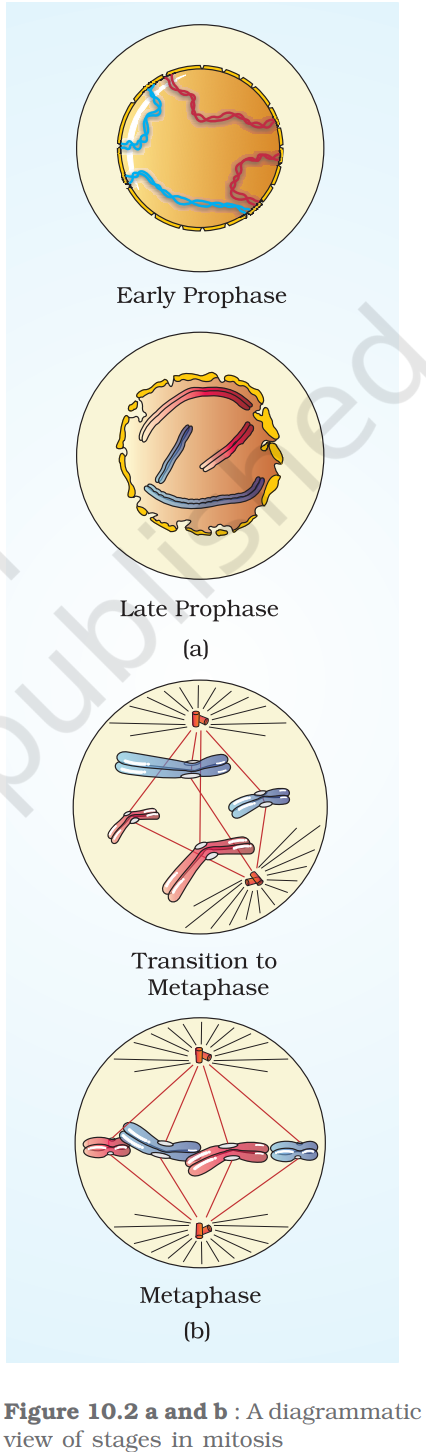 Early Prophase
Late Prophase
(a)
published
Transition to
Metaphase
Metaphase
(b)
Figure 10.2 a and b : A diagrammatic
view of stages in mitosis